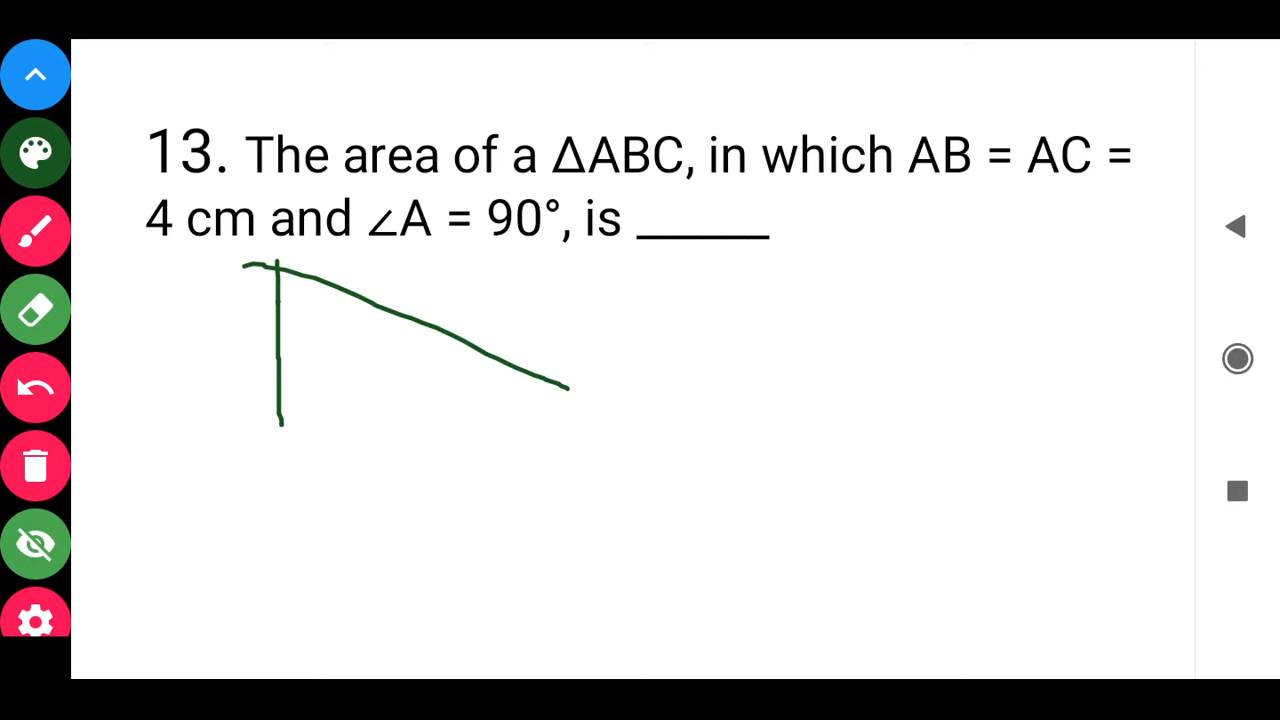 13. The area of a ΔABC, in which AB = AC =
4 cm and ∠A = 90°, is ______